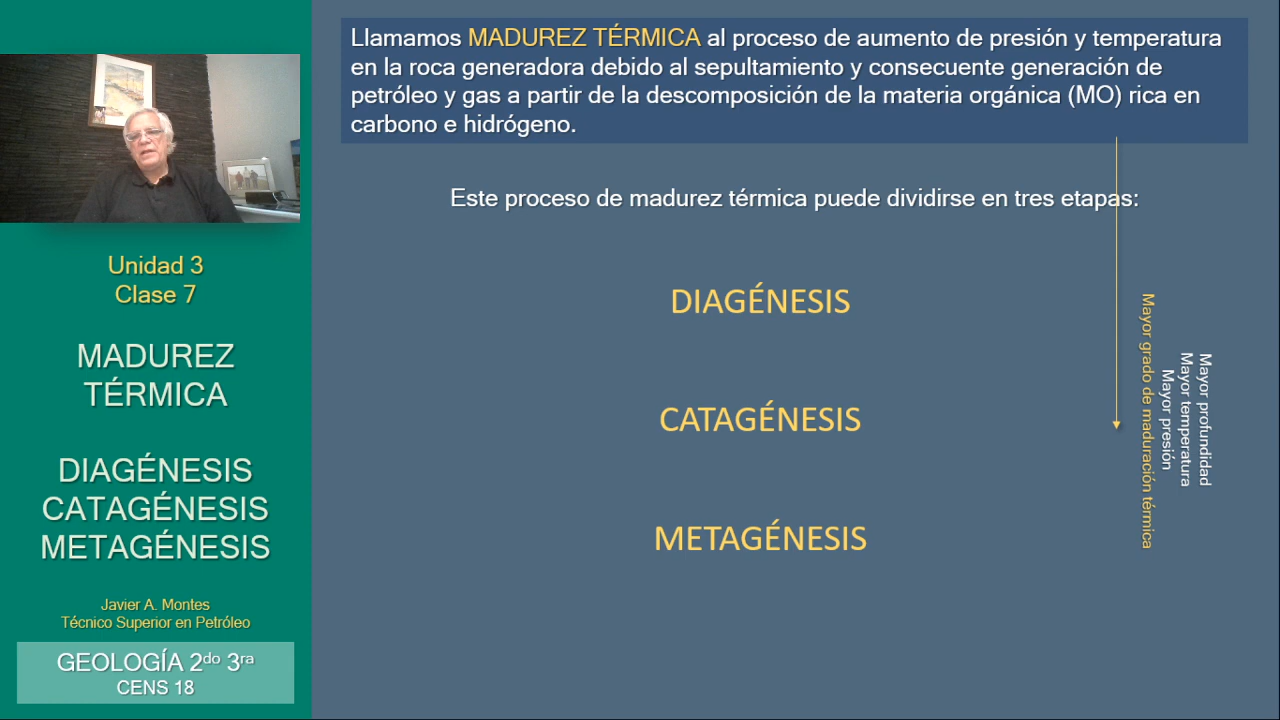 Unidad 3
Clase 7
MADUREZ
TÉRMICA
DIAGÉNESIS
CATAGÉNESIS
METAGÉNESIS
Javier A. Montes
Técnico Superior en Petróleo
GEOLOGÍA 2do 3ra
CENS 18
Llamamos MADUREZ TÉRMICA al proceso de aumento de presión y temperatura
en la roca generadora debido al sepultamiento y consecuente generación de
petróleo y gas a partir de la descomposición de la materia orgánica (MO) rica en
carbono e hidrógeno.
Este proceso de madurez térmica puede dividirse en tres etapas:
DIAGÉNESIS
CATAGÉNESIS
METAGÉNESIS
Mayor profundidad
Mayor temperatura
Mayor presión
Mayor grado de maduración térmica